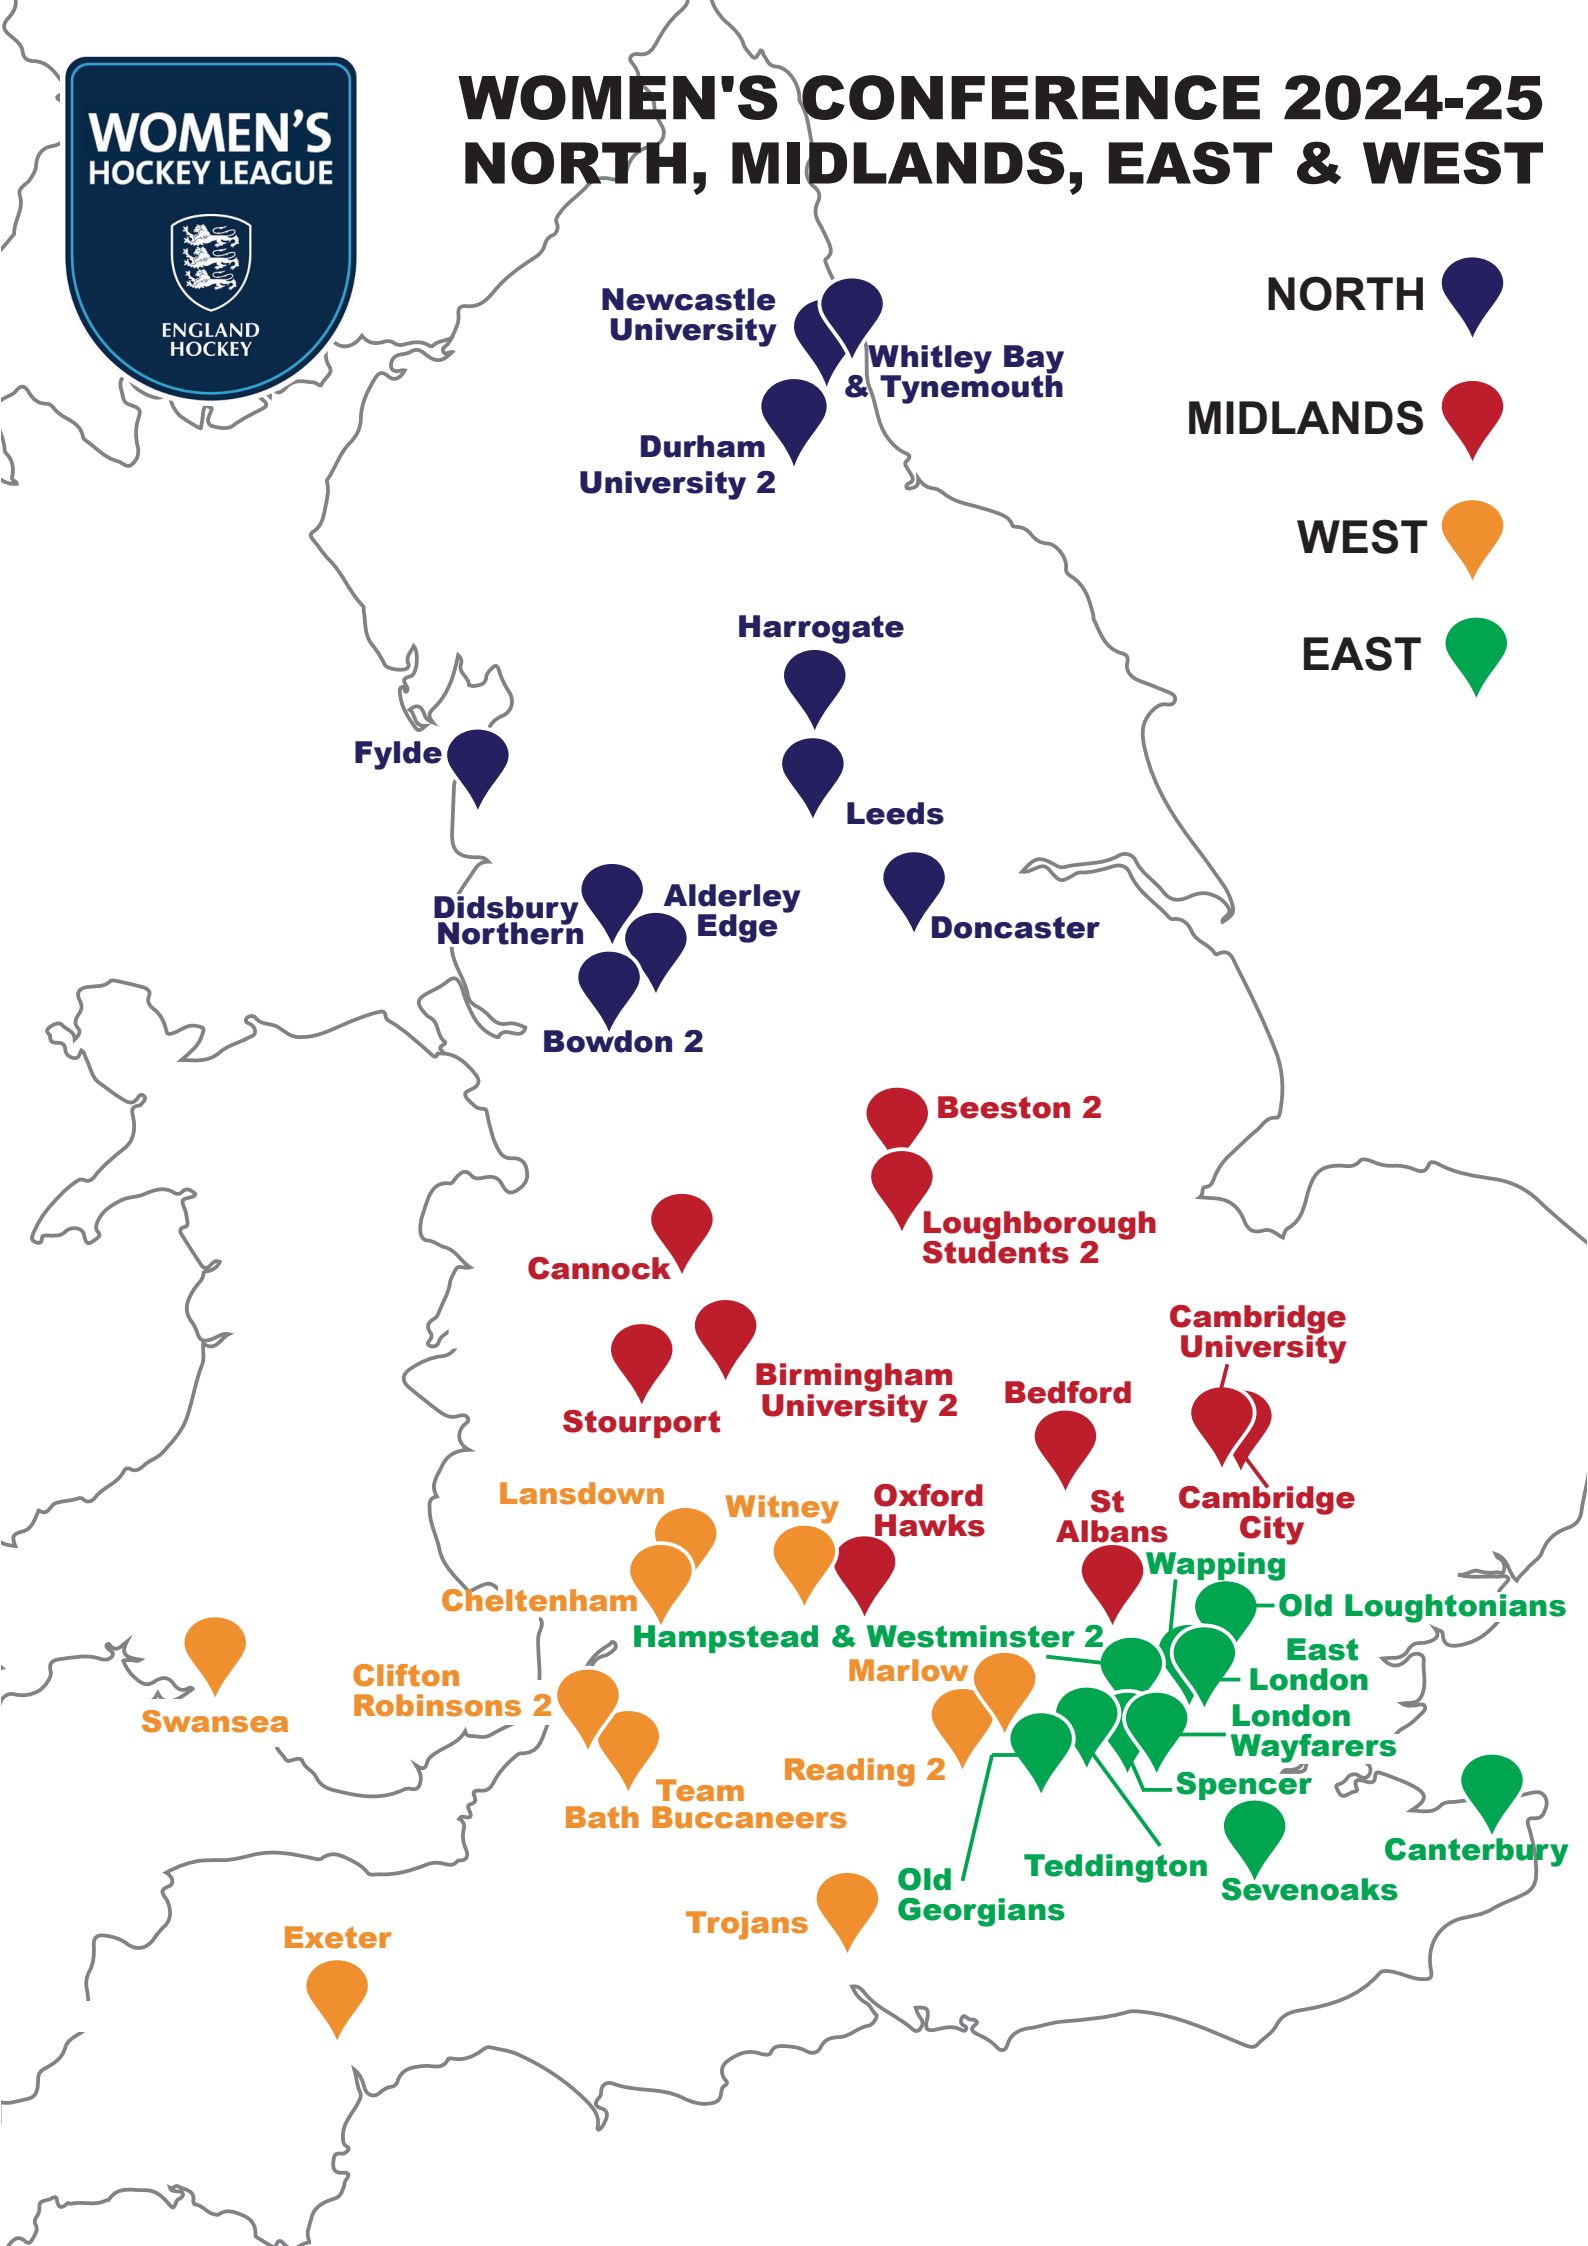 WOMEN'S CONFERENCE 2024-25
NORTH, MIDLANDS, EAST & WEST
WOMEN'S
HOCKEY LEAGUE
ENGLAND
HOCKEY
NORTH
MIDLANDS
WEST
EAST
Newcastle
University
Whitley Bay
& Tynemouth
Durham
University 2
Harrogate
Fylde
Leeds
Didsbury
Northern
Alderley
Edge
Doncaster
Bowdon 2
Beeston 2
Loughborough
Students 2
Cannock
Cambridge
University
Birmingham
University 2
Bedford
Stourport
Lansdown
Witney
Oxford
Hawks
St
Albans
Cambridge
City
Wapping
Cheltenham
Old Loughtonians
Hampstead & Westminster 2
East
London
Marlow
Clifton
Robinsons 2
Swansea
London
Wayfarers
Reading 2
Spencer
Team
Bath Buccaneers
Canterbury
Teddington
Old
Georgians
Sevenoaks
Trojans
Exeter